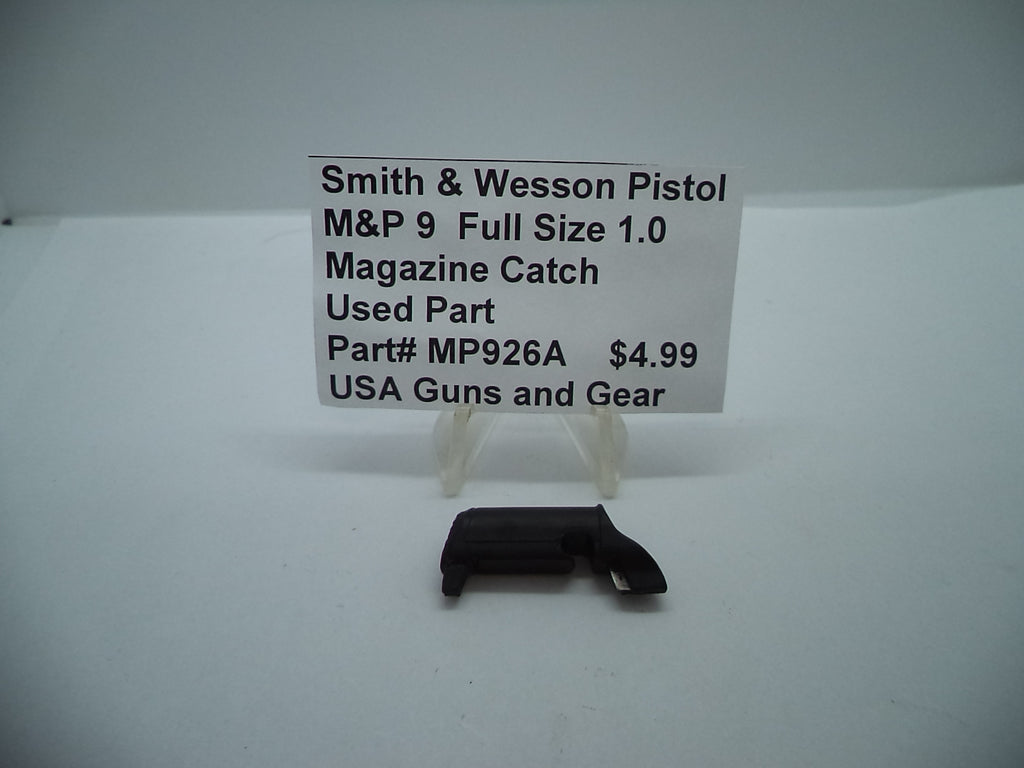 Smith & Wesson Pistol
M&P 9 Full Size 1.0
Magazine Catch
Used Part
Part# MP926A $4.99
USA Guns and Gear